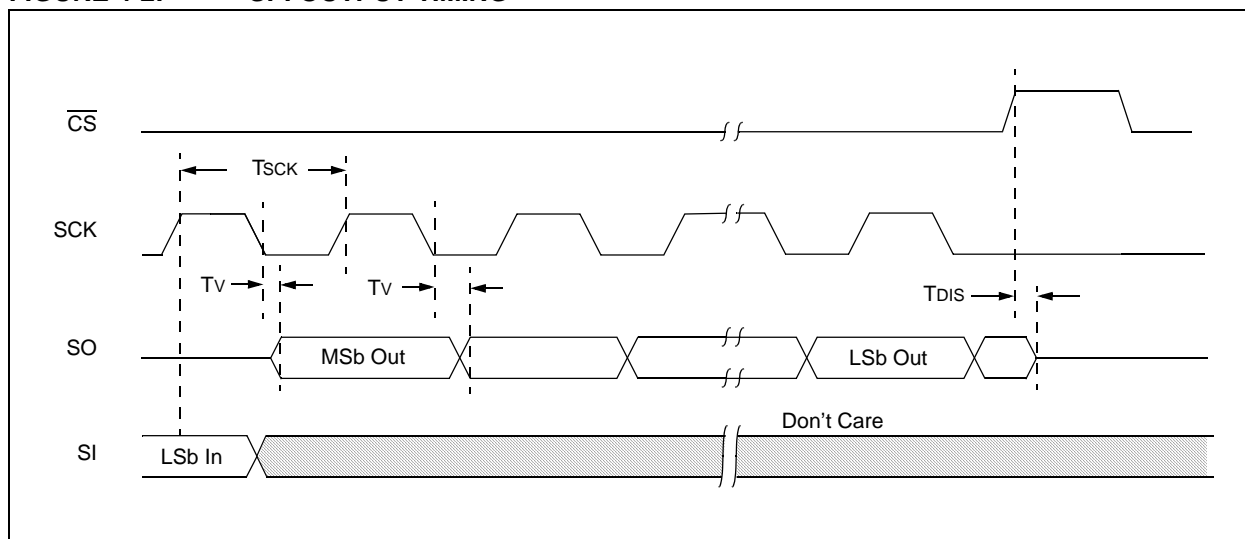 CS
TSCK
SCK
TV
TV
TDIS
SO
MSb Out
LSb Out
Don't Care
SI
LSb In